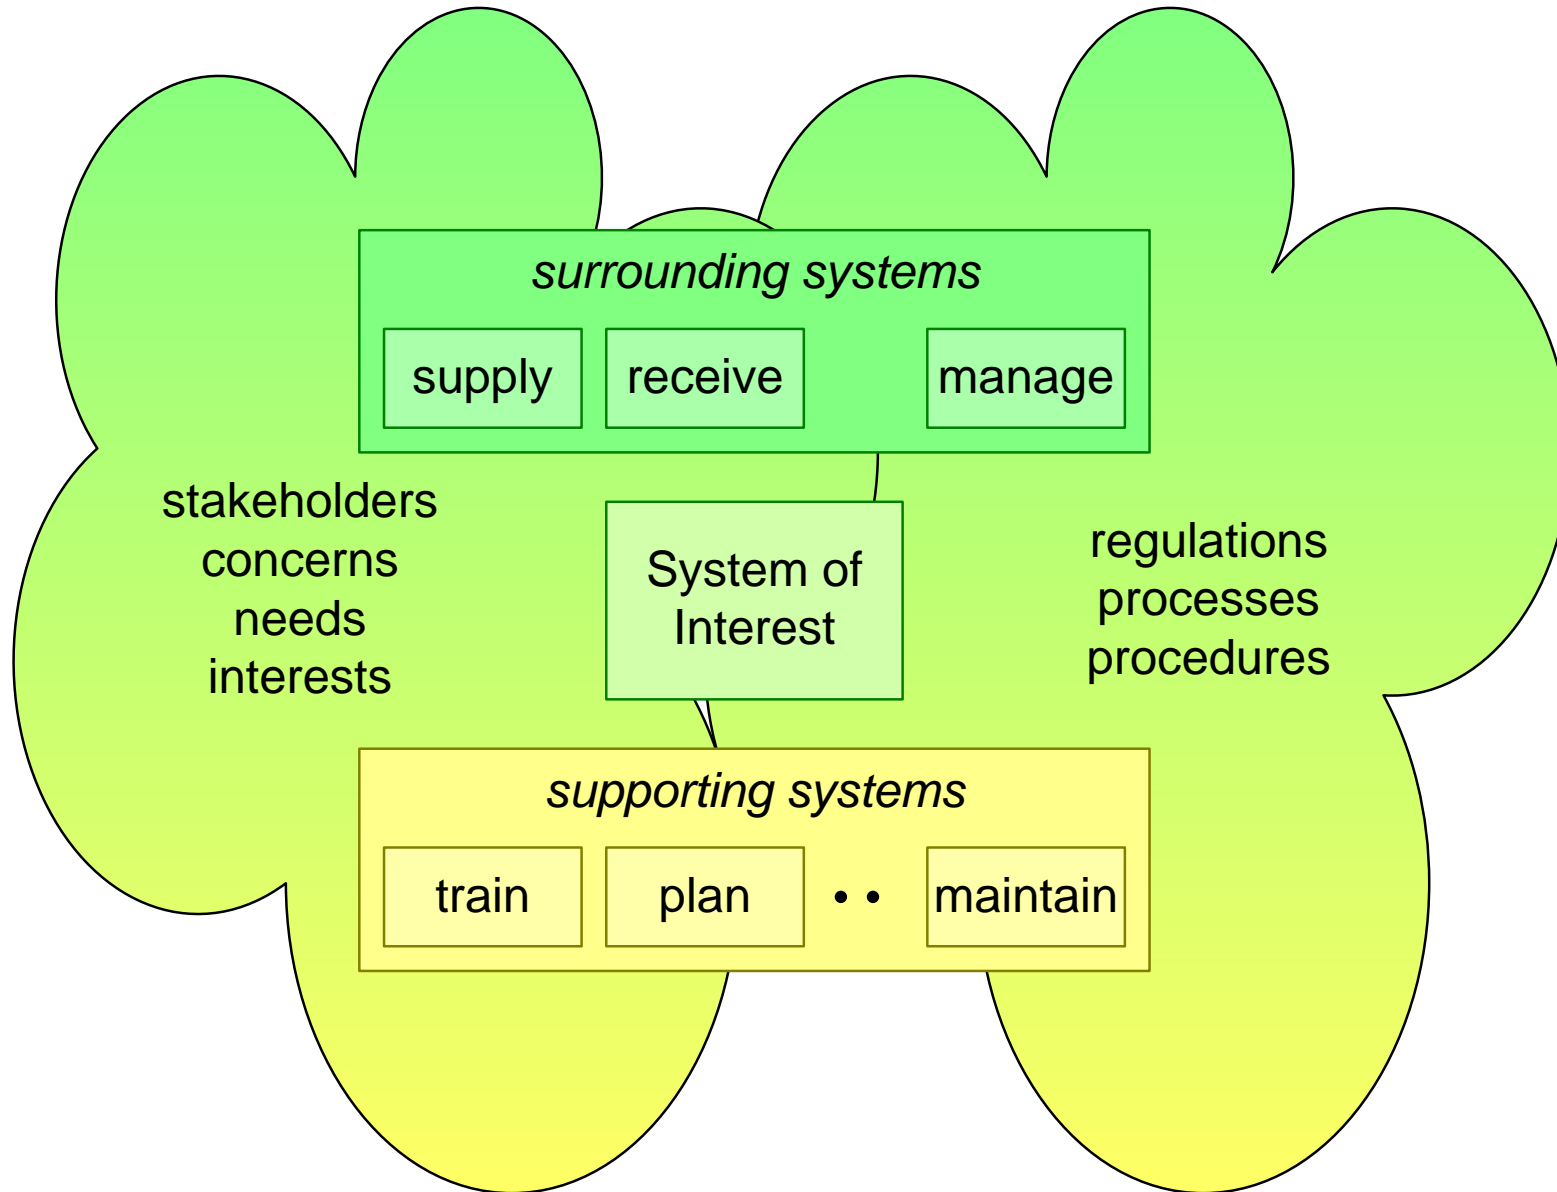 surrounding systems
supply
receive
manage
stakeholders
concerns
needs
interests
System of
Interest
regulations
processes
procedures
supporting systems
train
plan
• •
maintain